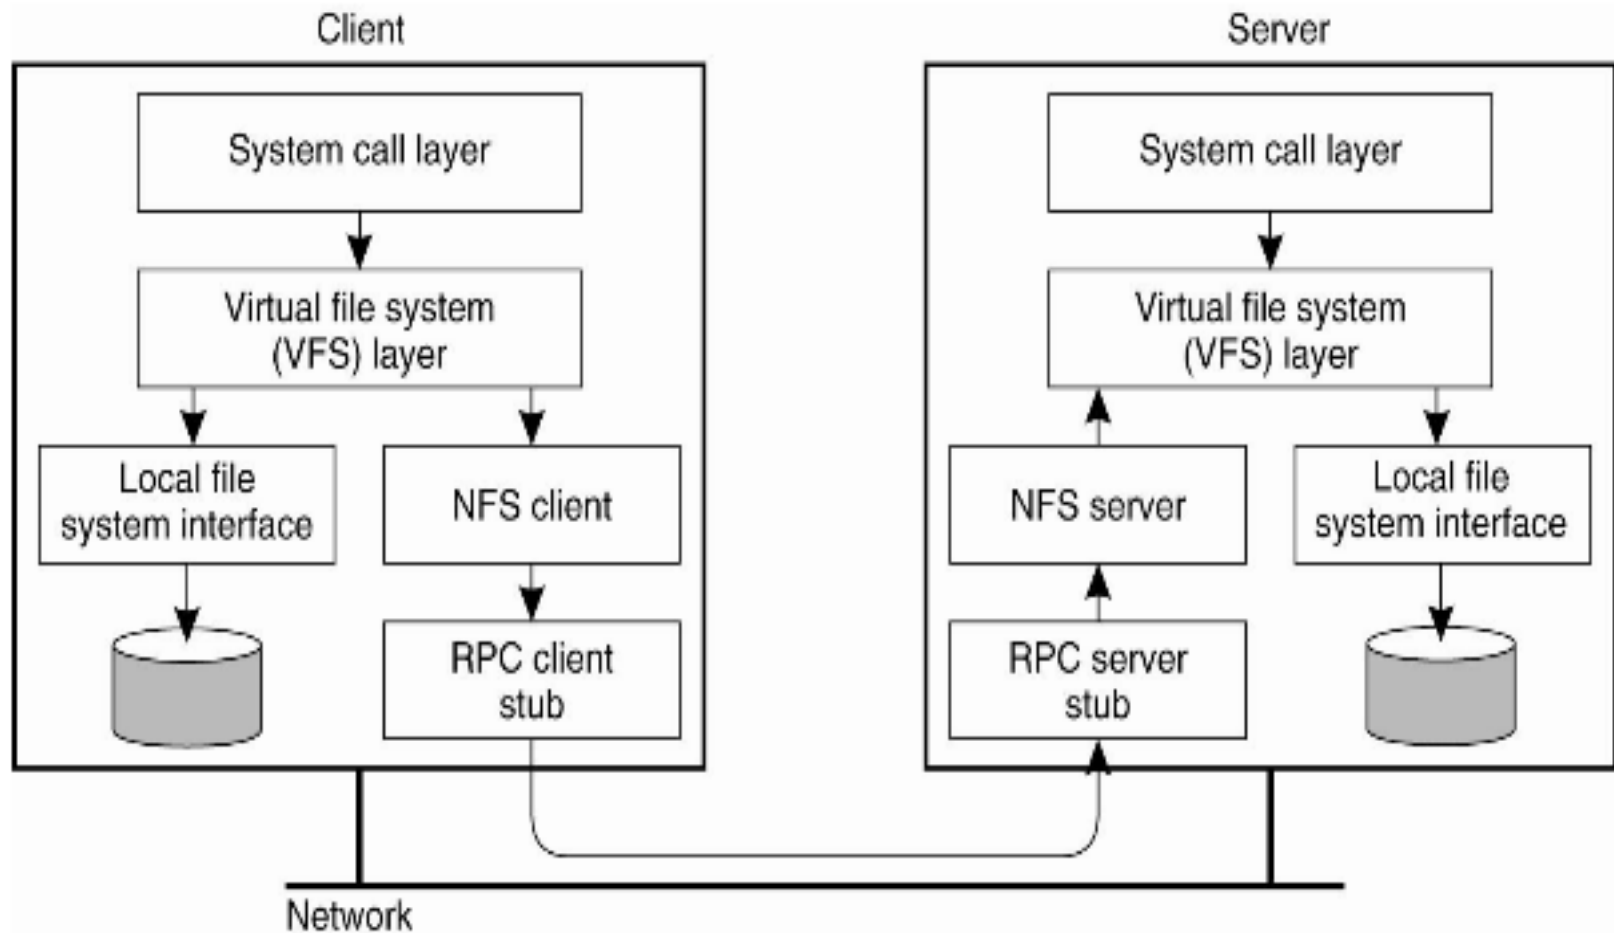 Client
System call layer
Virtual file system
(VFS) layer
Local file
system interface
NFS client
RPC client
stub
Server
System call layer
Virtual file system
(VFS) layer
NFS server
Local file
system interface
RPC server
stub
Network